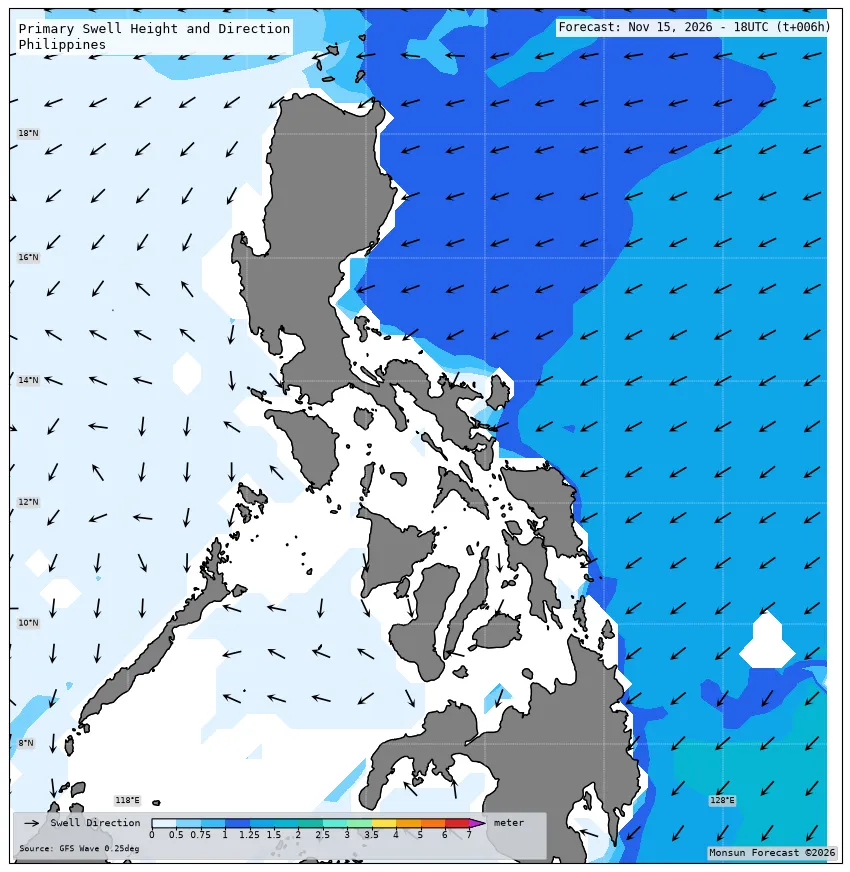 Primary Swell Height and Direction
Philippines
Forecast: Nov 15, 2026 - 18UTC (t+006h)
18°N
16°N
14°N
12°N
10°N
8°N
118°E
128°E
Swell Direction
0 0.5 0.75 1 1.25 1.5 2 2.5 3 3.5 4 5 6 7
meter
Source: GFS Wave 0.25deg
Monsun Forecast ©2026